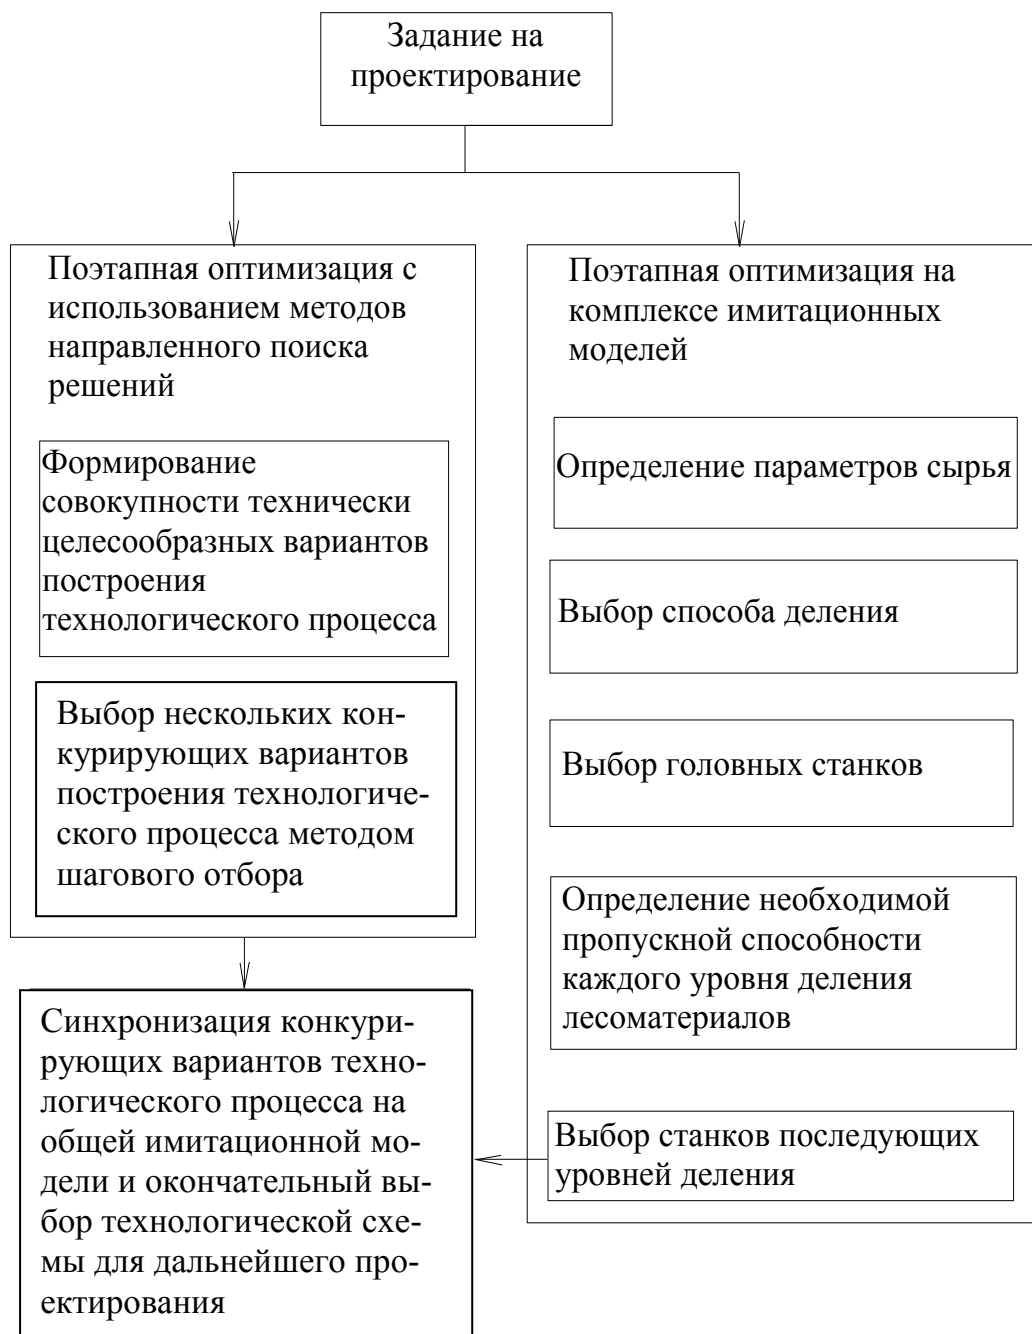 Задание на
проектирование
Поэтапная оптимизация с
использованием методов
направленного поиска
решений
Формирование
совокупности технически
целесообразных вариантов
построения
технологического процесса
Выбор нескольких кон-
курирующих вариантов
построения технологиче-
ского процесса методом
шагового отбора
Синхронизация конкури-
рующих вариантов техно-
логического процесса на
общей имитационной мо-
дели и окончательный вы-
бор технологической схе-
мы для дальнейшего про-
ектирования
Поэтапная оптимизация на
комплексе имитационных
моделей
Определение параметров сырья
Выбор способа деления
Выбор головных станков
Определение необходимой
пропускной способности
каждого уровня деления
лесоматериалов
Выбор станков последующих
уровней деления